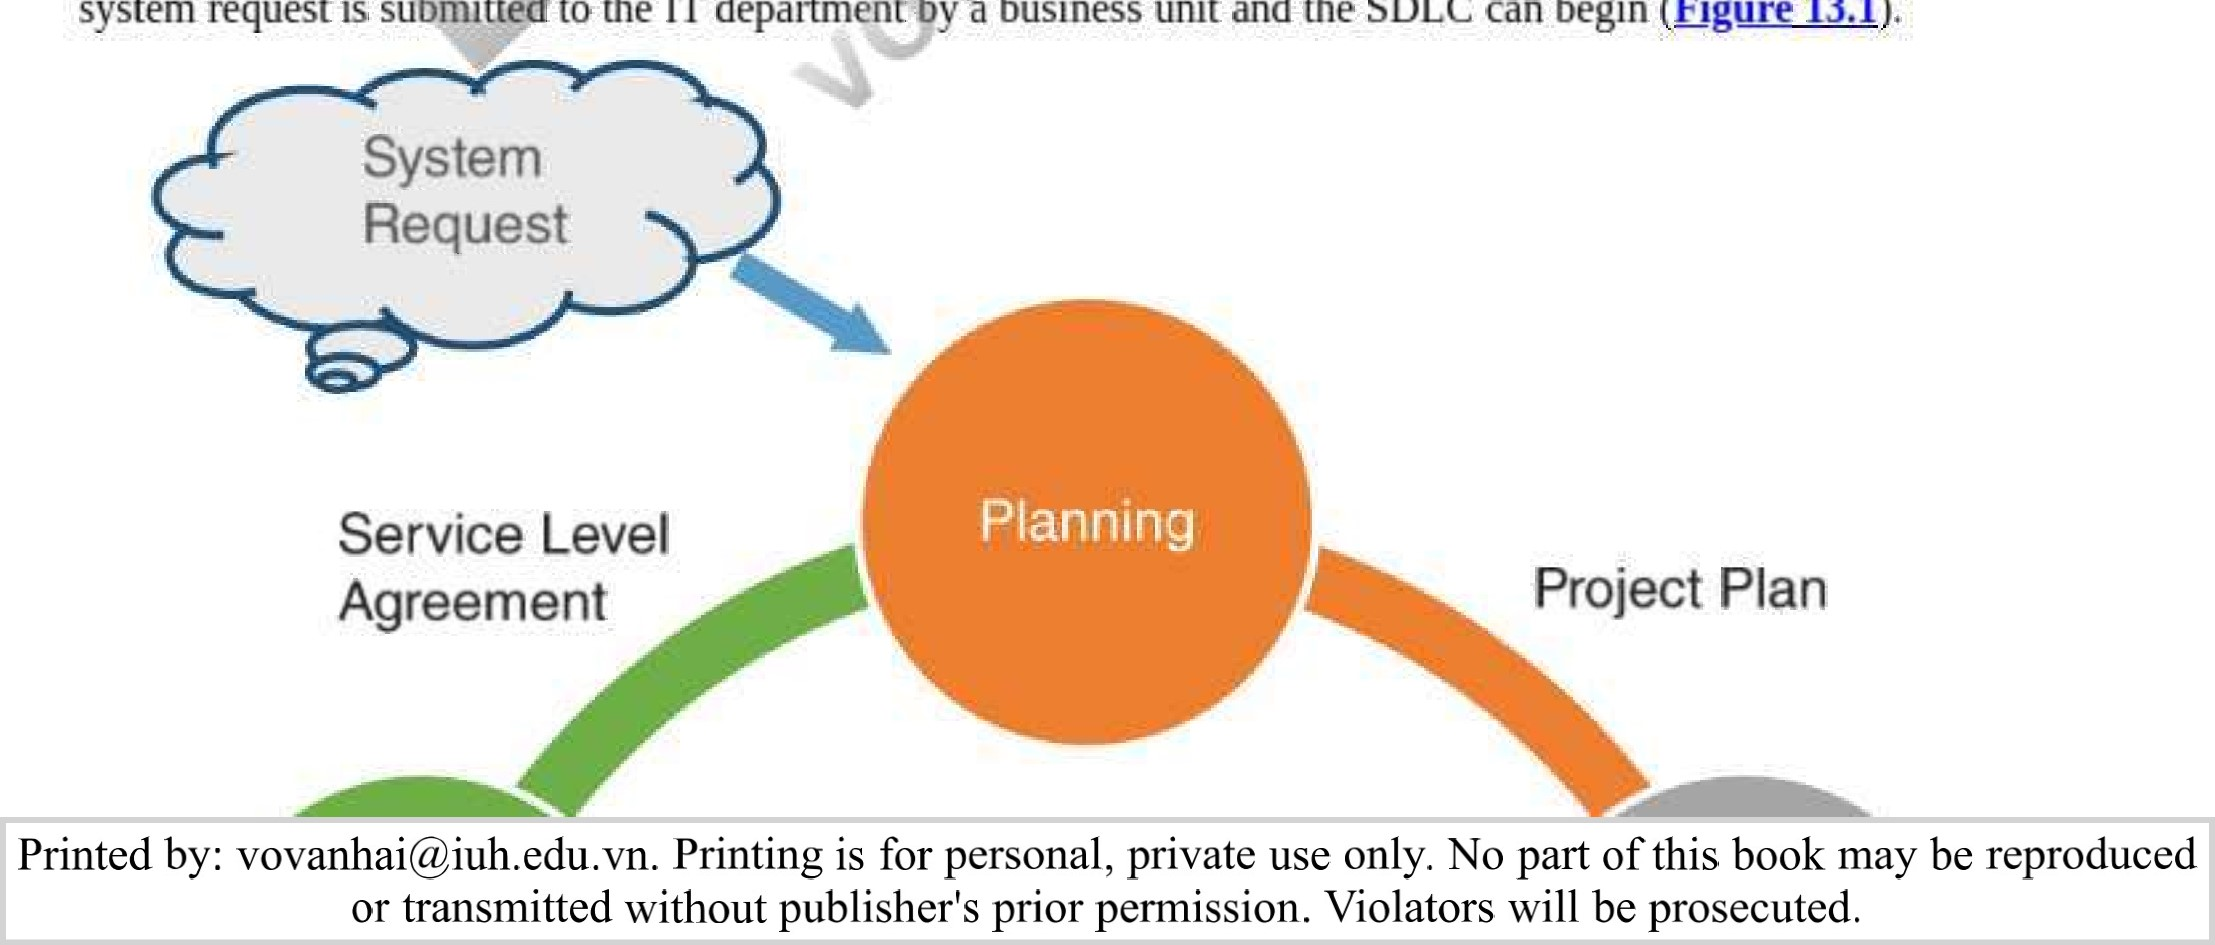 system request is submitted to the IT department by a business unit and the SDLC can begin (Figure 13.1).
System
Request
Planning
Service Level
Agreement
Project Plan
Printed by: vovanhai@iuh.edu.vn. Printing is for personal, private use only. No part of this book may be reproduced
or transmitted without publisher's prior permission. Violators will be prosecuted.